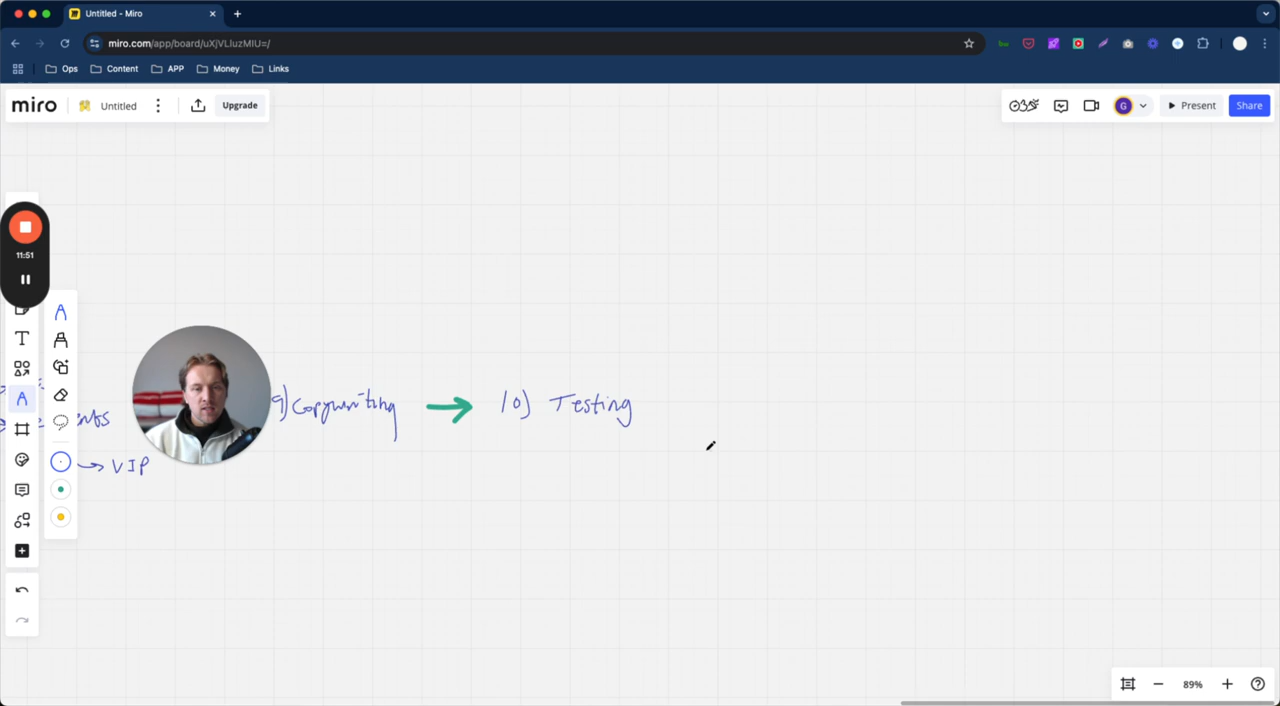 Untitled - Miro
miro.com/app/board/uXjVLIuzMIU=/
Ops
Content
APP
Money
Links
miro
Untitled
Upgrade
G
Present
Share
11:51
9) Copywriting
10) Testing
VIP
89%